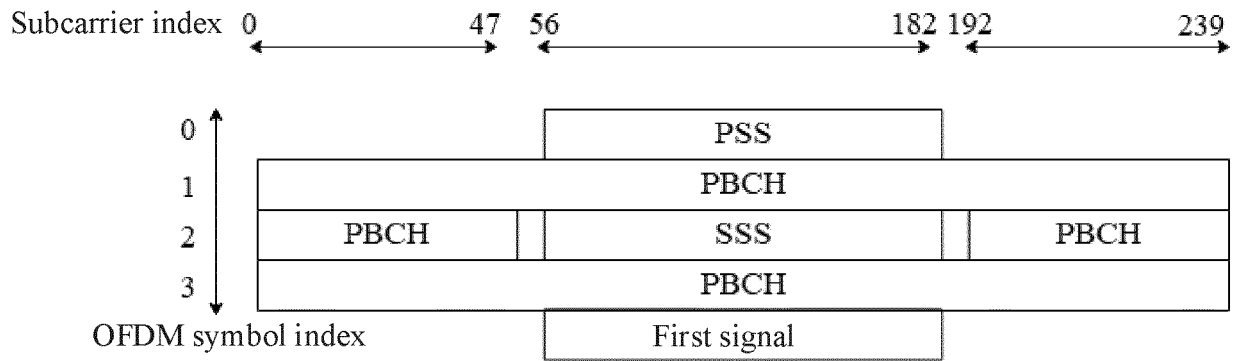 Subcarrier index 0 47 56 182 192 239
0 PSS
1 PBCH
2 PBCH SSS PBCH
3 PBCH
OFDM symbol index First signal